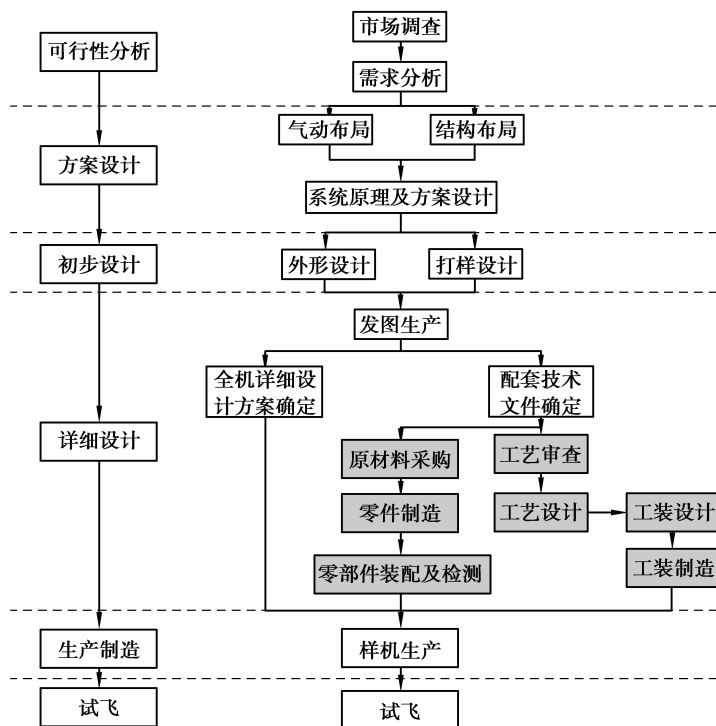 市场调查
可行性分析
需求分析
气动布局
结构布局
方案设计
系统原理及方案设计
初步设计
外形设计
打样设计
发图生产
全机详细设
计方案确定
配套技术
文件确定
详细设计
原材料采购
工艺审查
零件制造
工艺设计
工装设计
零部件装配及检测
工装制造
生产制造
样机生产
试飞
试飞